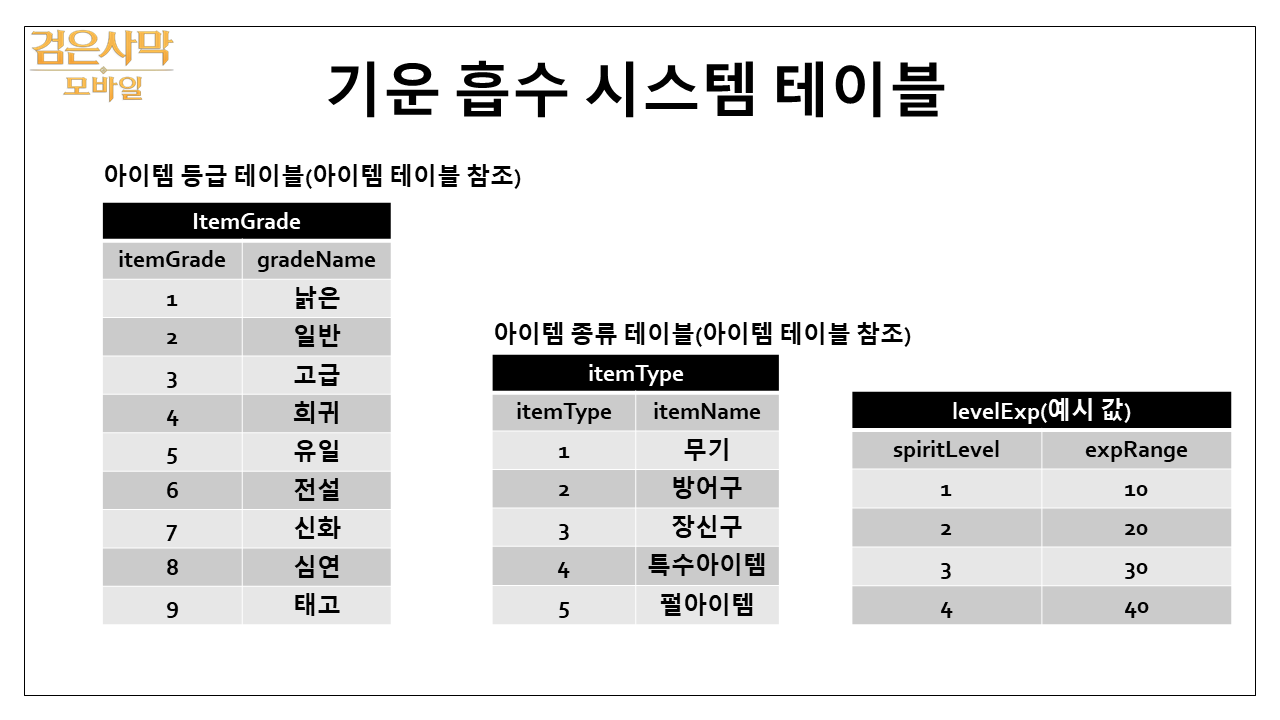 검은사막
모바일
기운 흡수 시스템 테이블
아이템 등급 테이블(아이템 테이블 참조)
ItemGrade
itemGrade gradeName
1 낡은
2 일반
3 고급
4 희귀
5 유일
6 전설
7 신화
8 심연
9 태고
아이템 종류 테이블(아이템 테이블 참조)
itemType
itemType itemName
1 무기
2 방어구
3 장신구
4 특수아이템
5 펄아이템
levelExp(예시 값)
spiritLevel expRange
1 10
2 20
3 30
4 40